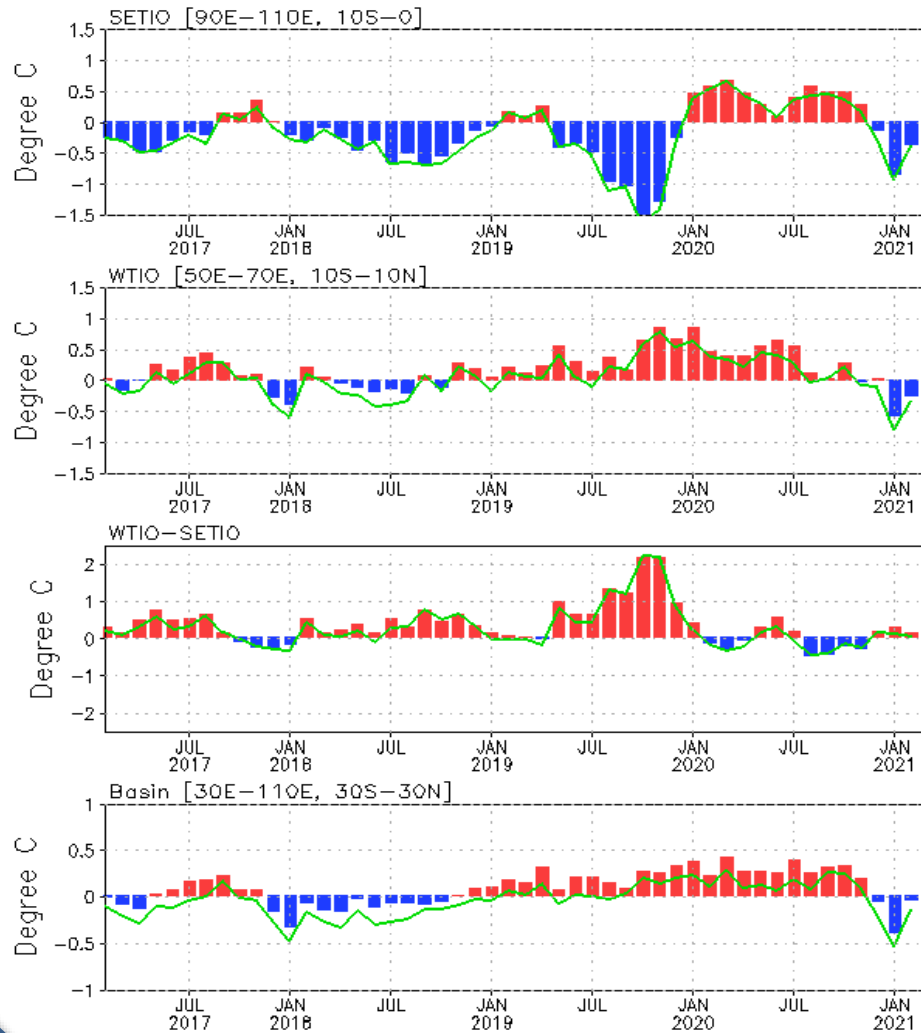 SETIO [90E-110E, 10S-0]
Degree C
1.5
1
0.5
0
-0.5
-1
-1.5
JUL JAN JUL JAN JUL JAN JUL JAN
2017 2018 2019 2020 2021
WTIO [50E-70E, 10S-10N]
Degree C
1.5
1
0.5
0
-0.5
-1
-1.5
JUL JAN JUL JAN JUL JAN JUL JAN
2017 2018 2019 2020 2021
WTIO-SETIO
Degree C
2
1
0
-1
-2
JUL JAN JUL JAN JUL JAN JUL JAN
2017 2018 2019 2020 2021
Basin [30E-110E, 30S-30N]
Degree C
1
0.5
0
-0.5
-1
JUL JAN JUL JAN JUL JAN JUL JAN
2017 2018 2019 2020 2021